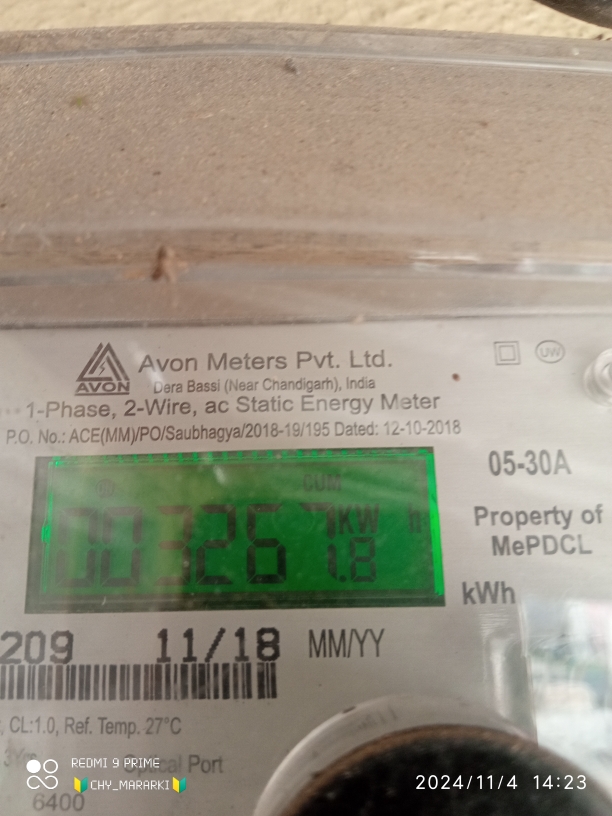 AVON
Avon Meters Pvt. Ltd.
Dera Bassi (Near Chandigarh), India
1-Phase, 2-Wire, ac Static Energy Meter
P.O. No.: ACE(MM)/PO/Saubhagya/2018-19/195 Dated: 12-10-2018
UW
05-30A
CUM
003267 KW h
1.8
Property of
MePDCL
kWh
209 11/18 MM/YY
CL:1.0, Ref. Temp. 27°C
Optical Port
6400
REDMI 9 PRIME
CHY_MARARKI
2024/11/4 14:23